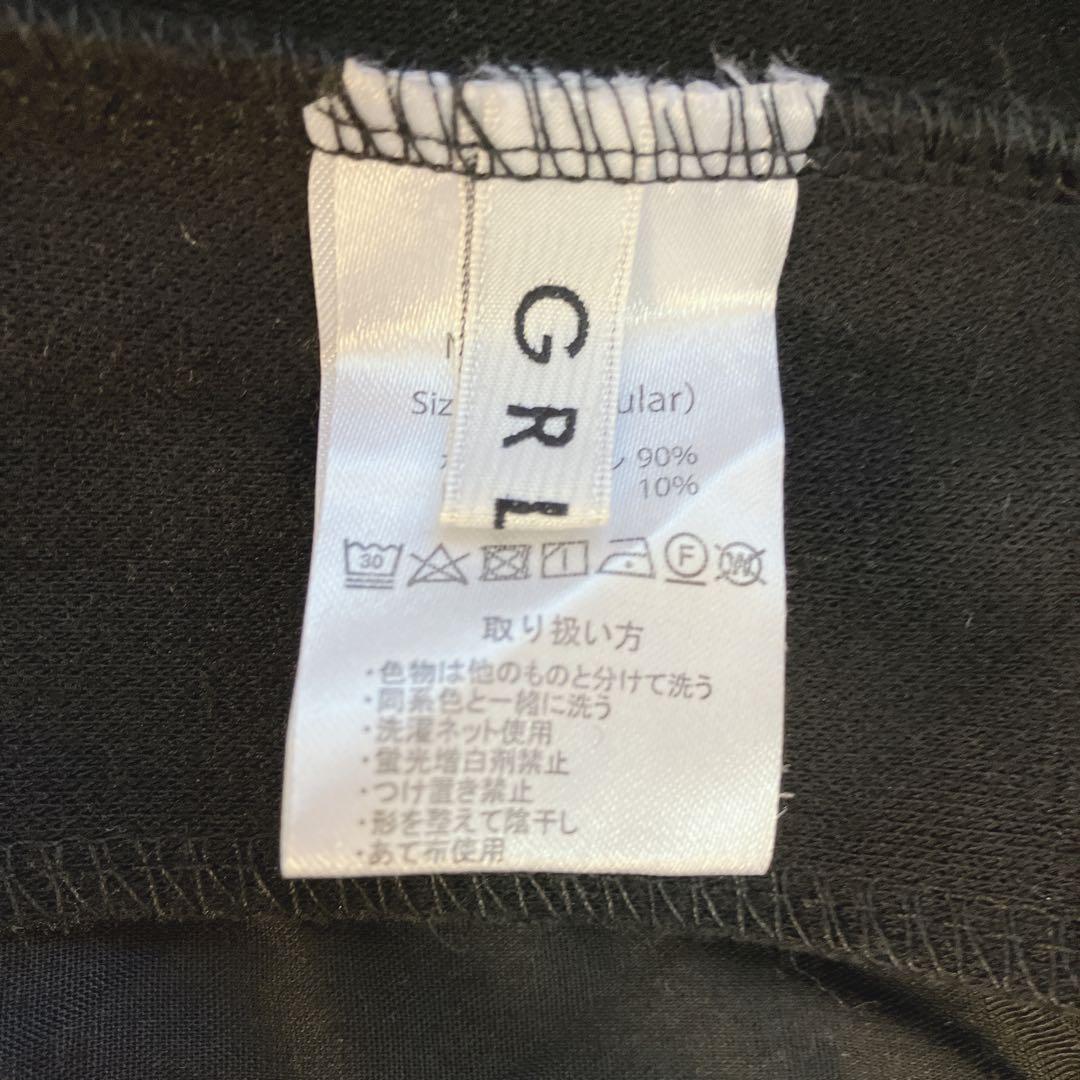 GRL
Siz
ular)
90%
10%
30
F
W
取り扱い方
・色物は他のものと分けて洗う
・同系色と一緒に洗う
・洗濯ネット使用
・蛍光増白剤禁止
・つけ置き禁止
・形を整えて陰干し
・あて布使用